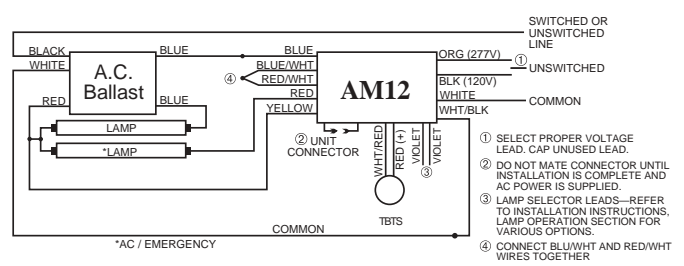 SWITCHED OR
UNSWITCHED
LINE
BLACK
BLUE
BLUE
ORG (277V)
①
WHITE
BLUE/WHT
UNSWITCHED
A.C.
Ballast
④
RED/WHT
AM12
BLK (120V)
RED
BLUE
RED
WHITE
COMMON
YELLOW
WHT/BLK
LAMP
*LAMP
② UNIT
CONNECTOR
WHT/RED
RED (+)
VIOLET
VIOLET
③
TBTS
① SELECT PROPER VOLTAGE
LEAD. CAP UNUSED LEAD.
② DO NOT MATE CONNECTOR UNTIL
INSTALLATION IS COMPLETE AND
AC POWER IS SUPPLIED.
③ LAMP SELECTOR LEADS—REFER
TO INSTALLATION INSTRUCTIONS,
LAMP OPERATION SECTION FOR
VARIOUS OPTIONS.
④ CONNECT BLU/WHT AND RED/WHT
WIRES TOGETHER
COMMON
*AC / EMERGENCY